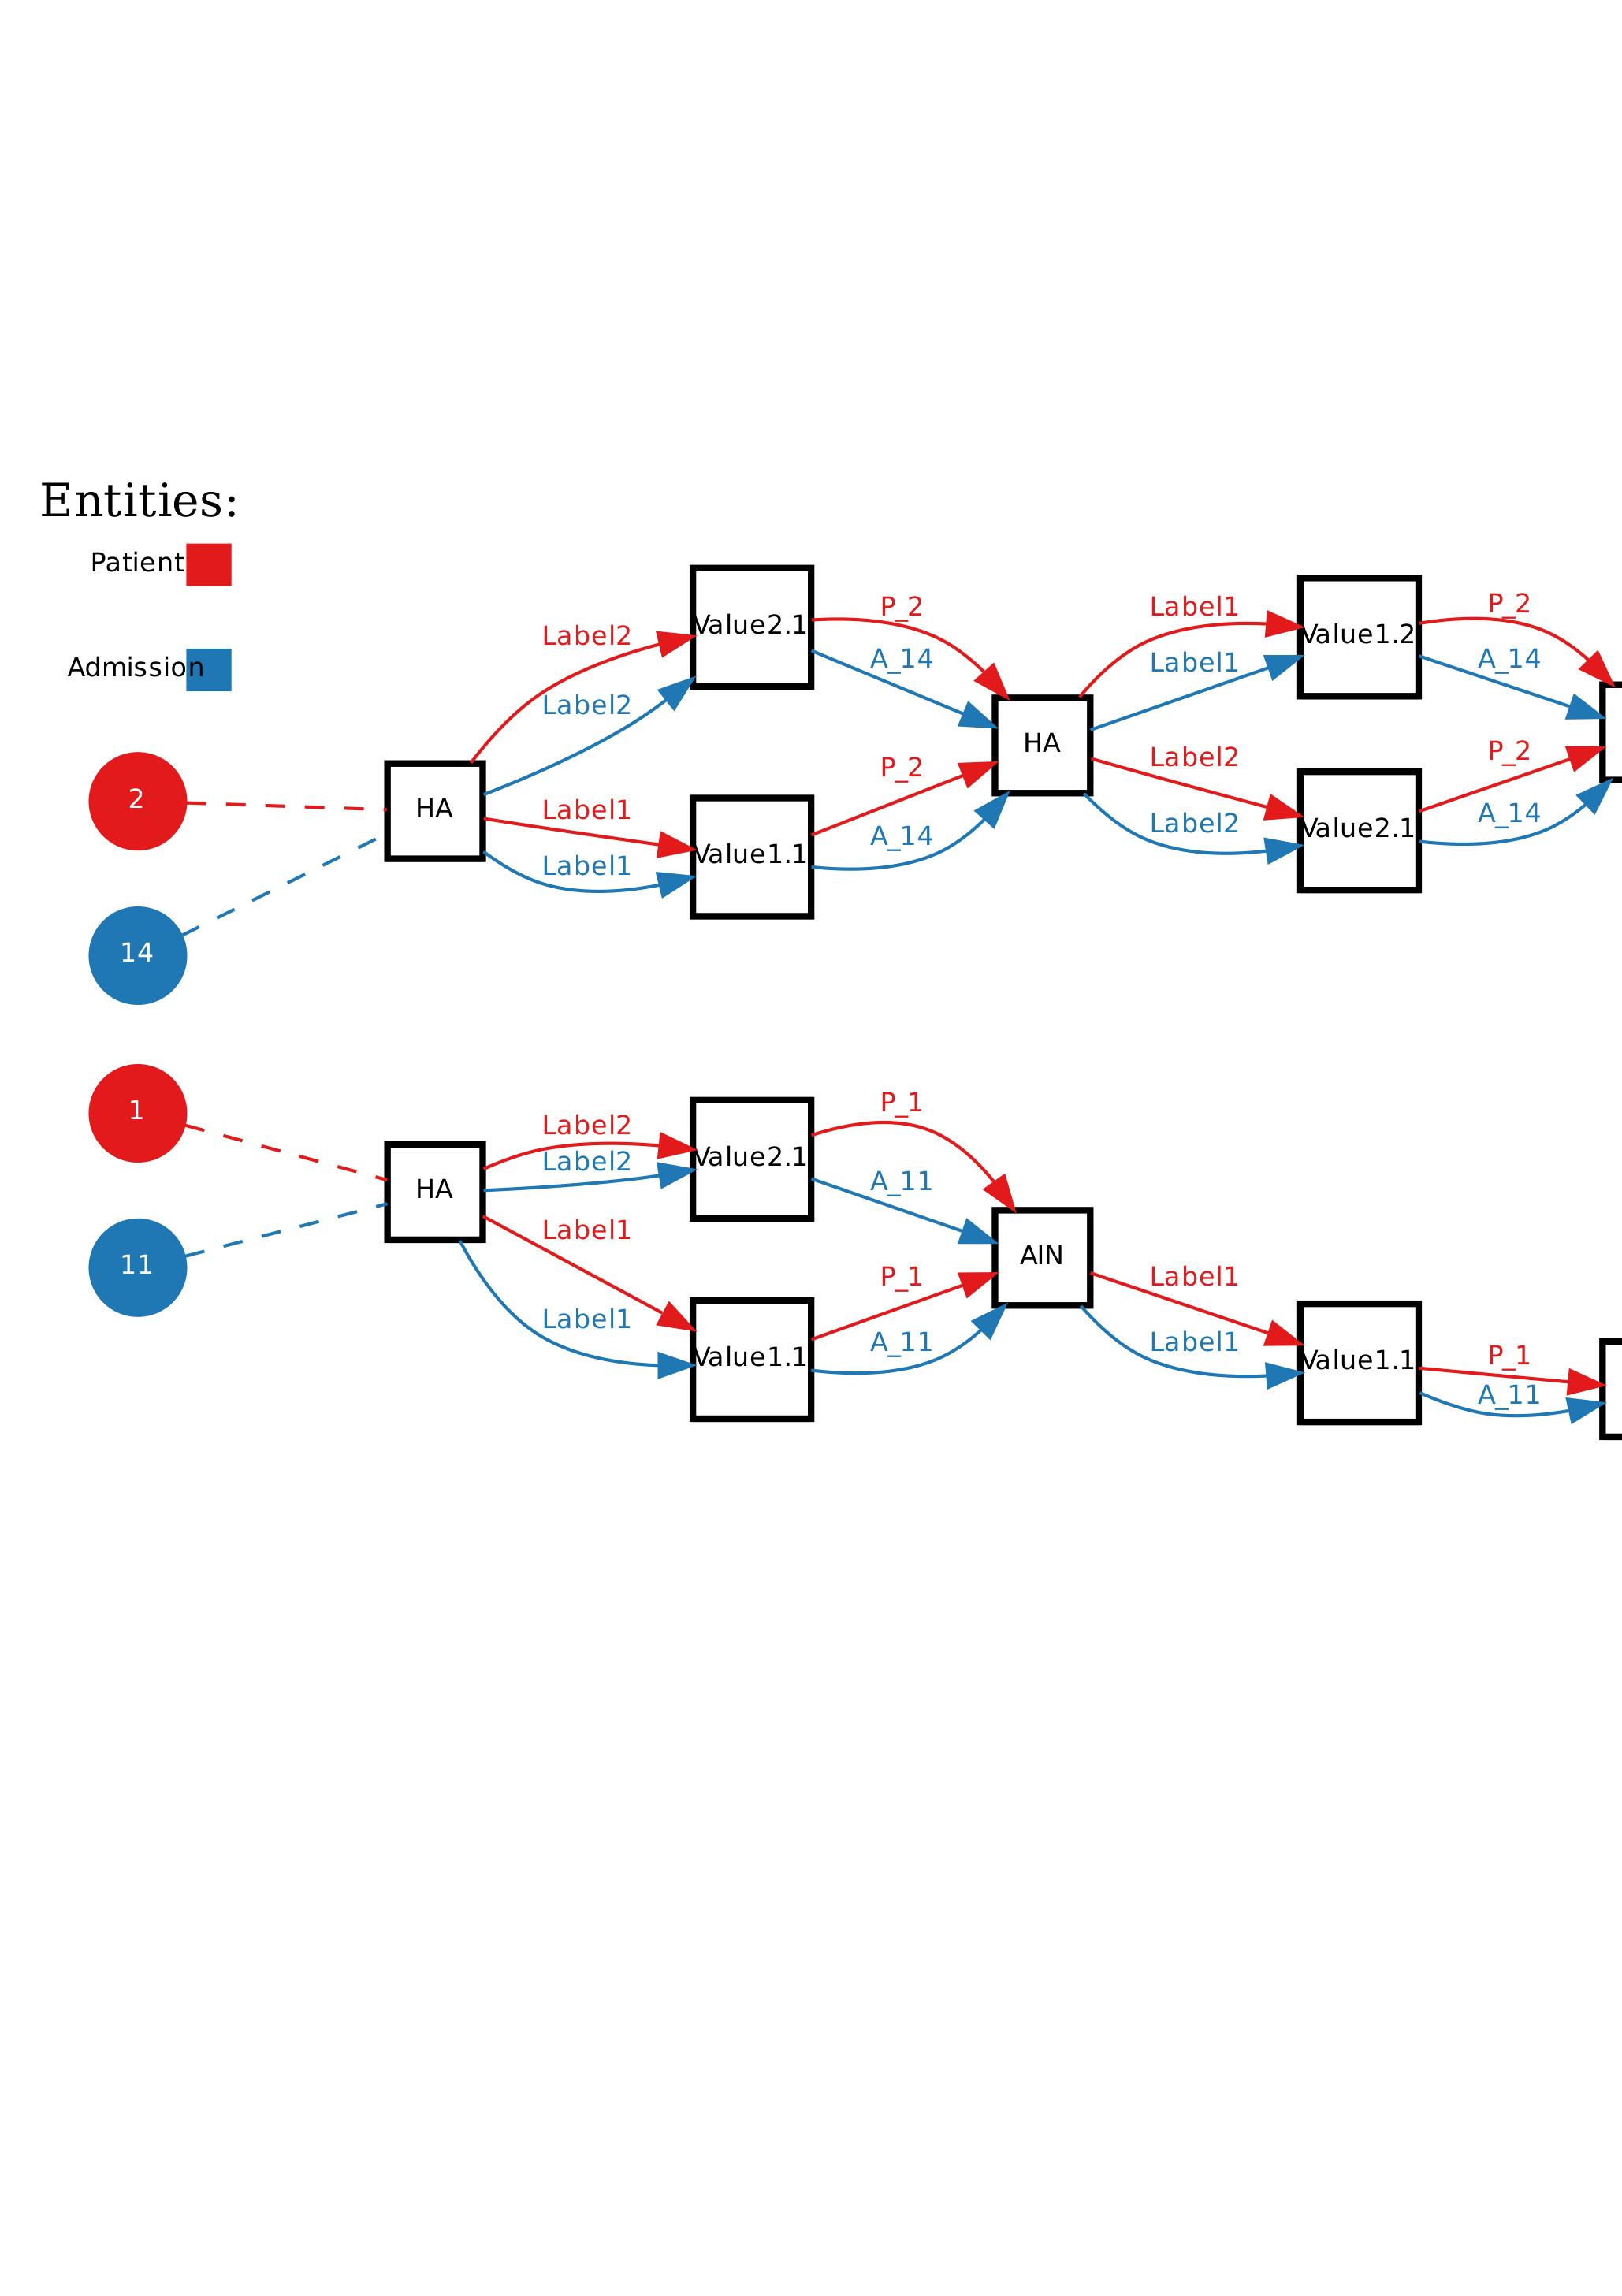 Entities:
Patient
Admission
2
14
HA
Label2
Label2
Label1
Label1
Value2.1
Value1.1
P_2
A_14
P_2
A_14
HA
Label1
Label1
Label2
Label2
Value1.2
Value2.1
P_2
A_14
P_2
A_14
1
11
HA
Label2
Label2
Label1
Label1
Value2.1
Value1.1
P_1
A_11
P_1
A_11
AIN
Label1
Label1
Value1.1
P_1
A_11